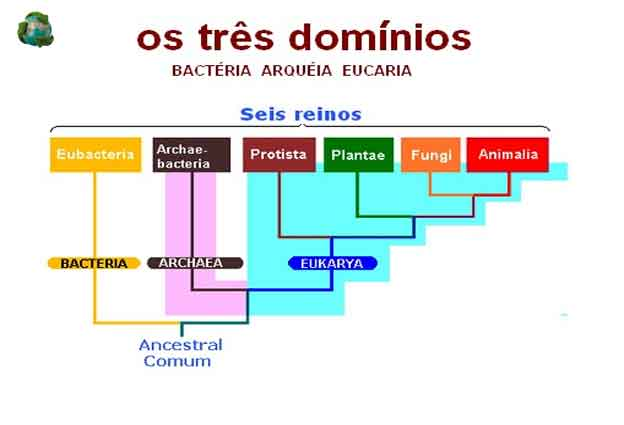 os três domínios
BACTÉRIA ARQUÉIA EUCARIA
Seis reinos
Eubacteria
Archae-
bacteria
Protista
Plantae
Fungi
Animalia
BACTERIA
ARCHAEA
EUKARYA
Ancestral
Comum